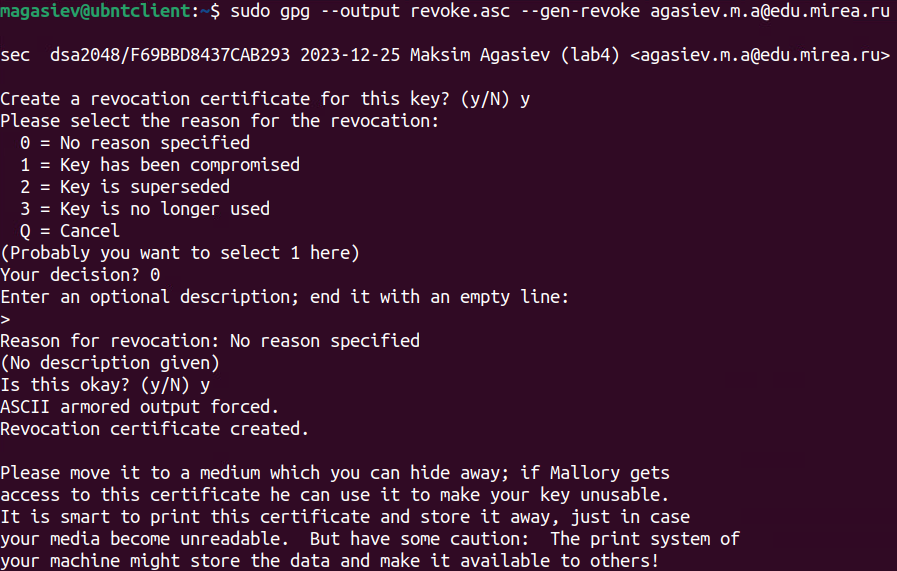 magasiev@ubntclient:~$ sudo gpg --output revoke.asc --gen-revoke agasiev.m.a@edu.mirea.ru
sec  dsa2048/F69BBD8437CAB293 2023-12-25 Maksim Agasiev (lab4) <agasiev.m.a@edu.mirea.ru>
Create a revocation certificate for this key? (y/N) y
Please select the reason for the revocation:
  0 = No reason specified
  1 = Key has been compromised
  2 = Key is superseded
  3 = Key is no longer used
  Q = Cancel
(Probably you want to select 1 here)
Your decision? 0
Enter an optional description; end it with an empty line:
>
Reason for revocation: No reason specified
(No description given)
Is this okay? (y/N) y
ASCII armored output forced.
Revocation certificate created.
Please move it to a medium which you can hide away; if Mallory gets
access to this certificate he can use it to make your key unusable.
It is smart to print this certificate and store it away, just in case
your media become unreadable.  But have some caution:  The print system of
your machine might store the data and make it available to others!